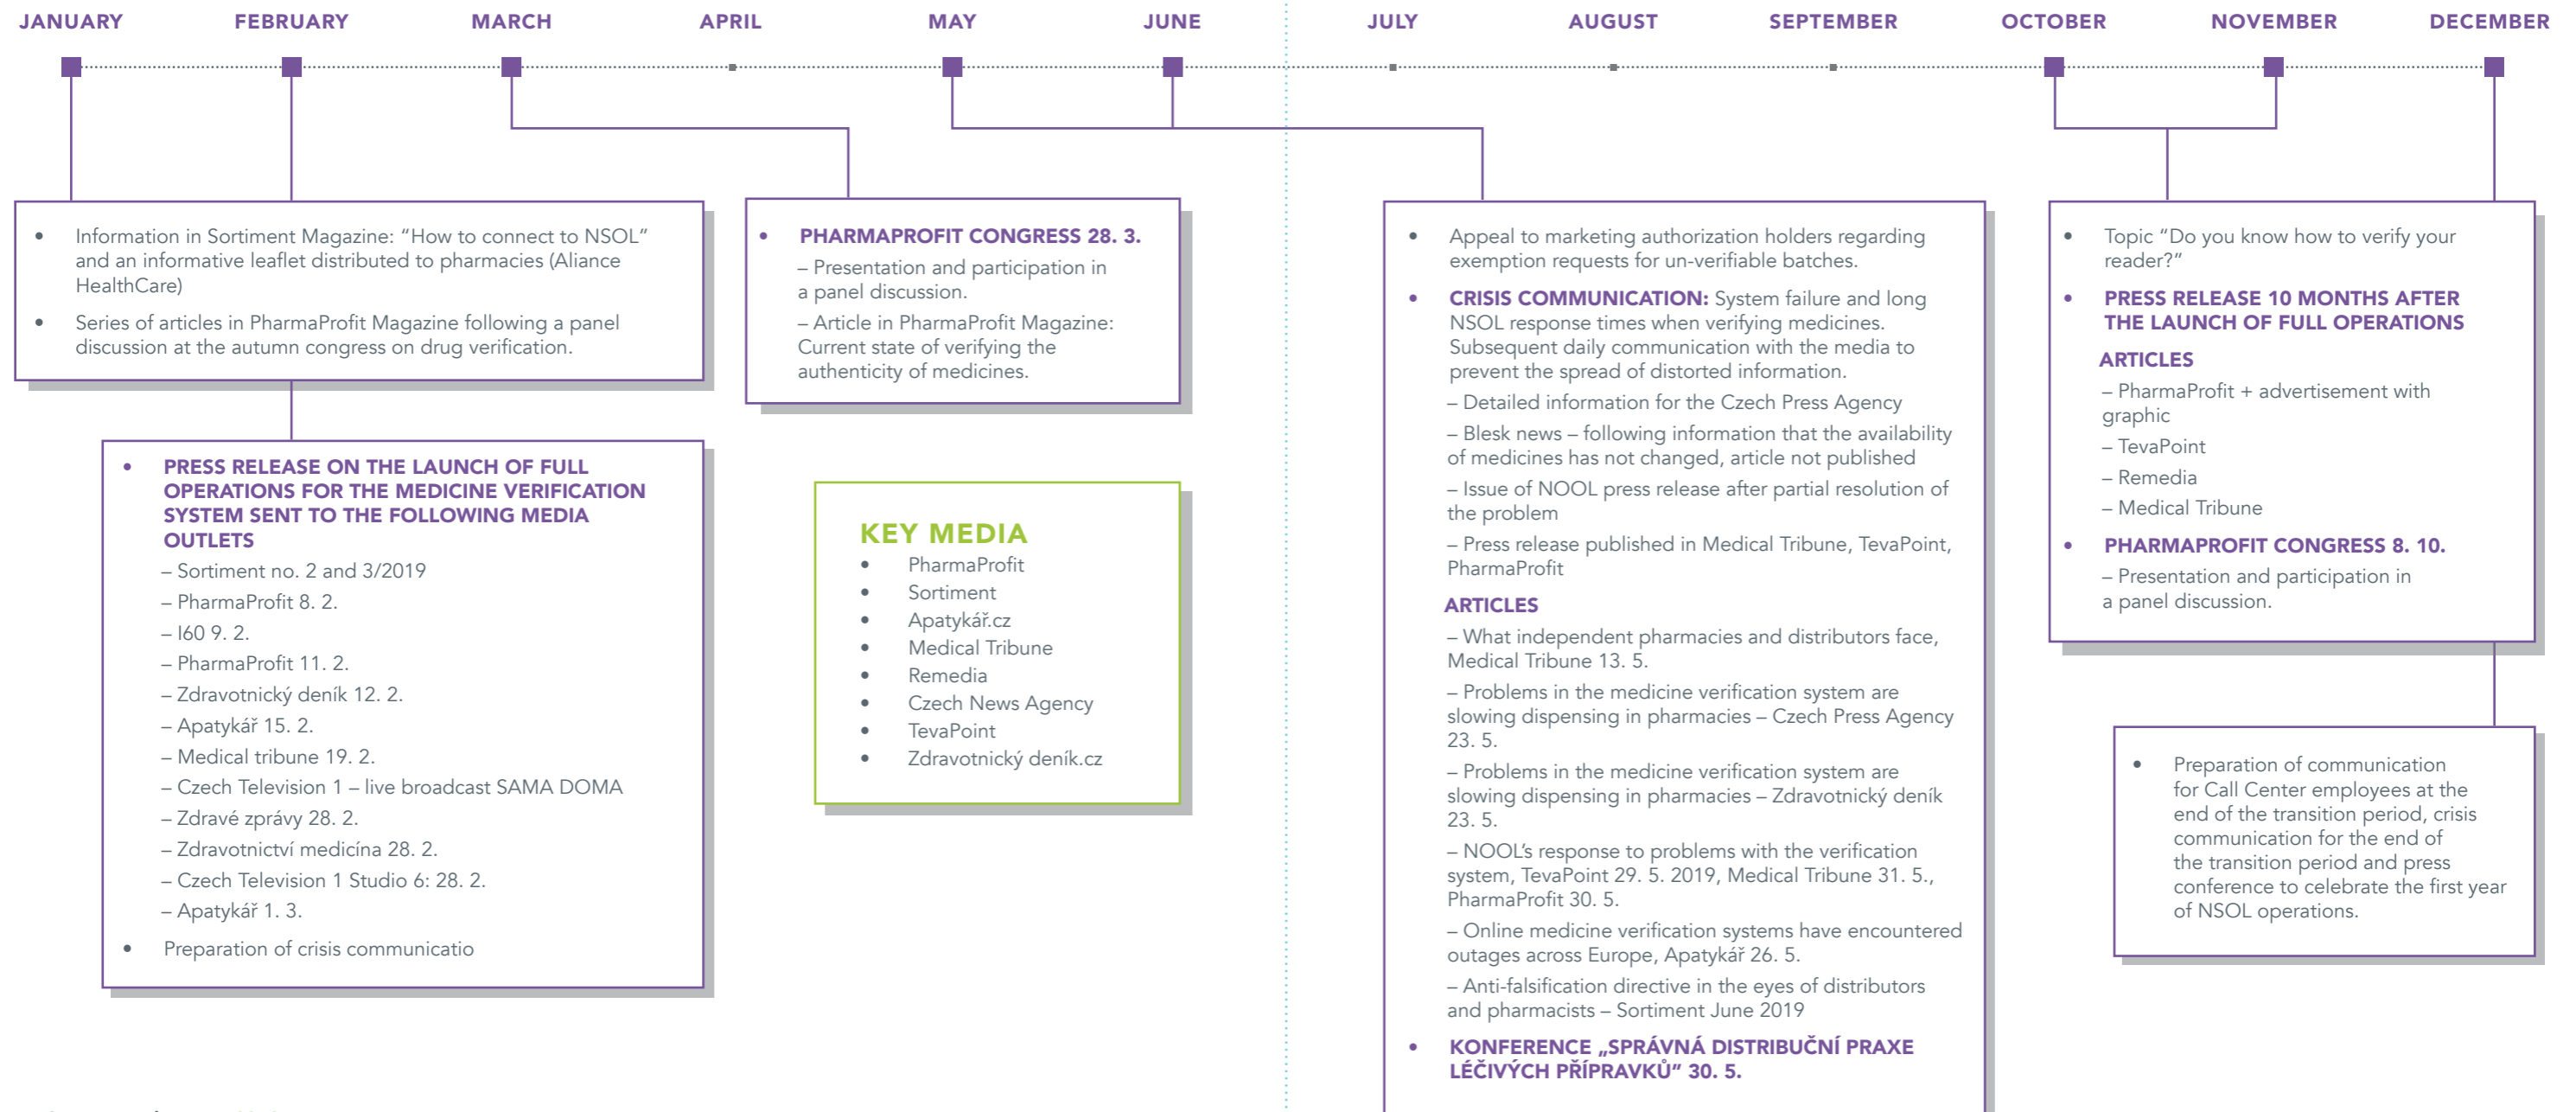 JANUARY FEBRUARY MARCH APRIL MAY JUNE JULY AUGUST SEPTEMBER OCTOBER NOVEMBER DECEMBER
• Information in Sortiment Magazine: “How to connect to NSOL”
and an informative leaflet distributed to pharmacies (Aliance
HealthCare)
• Series of articles in PharmaProfit Magazine following a panel
discussion at the autumn congress on drug verification.
• PRESS RELEASE ON THE LAUNCH OF FULL
OPERATIONS FOR THE MEDICINE VERIFICATION
SYSTEM SENT TO THE FOLLOWING MEDIA
OUTLETS
– Sortiment no. 2 and 3/2019
– PharmaProfit 8. 2.
– I60 9. 2.
– PharmaProfit 11. 2.
– Zdravotnický deník 12. 2.
– Apatykář 15. 2.
– Medical tribune 19. 2.
– Czech Television 1 – live broadcast SAMA DOMA
– Zdravé zprávy 28. 2.
– Zdravotnictví medicína 28. 2.
– Czech Television 1 Studio 6: 28. 2.
– Apatykář 1. 3.
• Preparation of crisis communicatio
• PHARMAPROFIT CONGRESS 28. 3.
– Presentation and participation in
a panel discussion.
– Article in PharmaProfit Magazine:
Current state of verifying the
authenticity of medicines.
KEY MEDIA
• PharmaProfit
• Sortiment
• Apatykář.cz
• Medical Tribune
• Remedia
• Czech News Agency
• TevaPoint
• Zdravotnický deník.cz
• Appeal to marketing authorization holders regarding
exemption requests for un-verifiable batches.
• CRISIS COMMUNICATION: System failure and long
NSOL response times when verifying medicines.
Subsequent daily communication with the media to
prevent the spread of distorted information.
– Detailed information for the Czech Press Agency
– Blesk news – following information that the availability
of medicines has not changed, article not published
– Issue of NOOL press release after partial resolution of
the problem
– Press release published in Medical Tribune, TevaPoint,
PharmaProfit
ARTICLES
– What independent pharmacies and distributors face,
Medical Tribune 13. 5.
– Problems in the medicine verification system are
slowing dispensing in pharmacies – Czech Press Agency
23. 5.
– Problems in the medicine verification system are
slowing dispensing in pharmacies – Zdravotnický deník
23. 5.
– NOOL’s response to problems with the verification
system, TevaPoint 29. 5. 2019, Medical Tribune 31. 5.,
PharmaProfit 30. 5.
– Online medicine verification systems have encountered
outages across Europe, Apatykář 26. 5.
– Anti-falsification directive in the eyes of distributors
and pharmacists – Sortiment June 2019
• KONFERENCE „SPRÁVNÁ DISTRIBUČNÍ PRAXE
LÉČIVÝCH PŘÍPRAVKŮ“ 30. 5.
• Topic “Do you know how to verify your
reader?”
• PRESS RELEASE 10 MONTHS AFTER
THE LAUNCH OF FULL OPERATIONS
ARTICLES
– PharmaProfit + advertisement with
graphic
– TevaPoint
– Remedia
– Medical Tribune
• PHARMAPROFIT CONGRESS 8. 10.
– Presentation and participation in
a panel discussion.
• Preparation of communication
for Call Center employees at the
end of the transition period, crisis
communication for the end of
the transition period and press
conference to celebrate the first year
of NSOL operations.